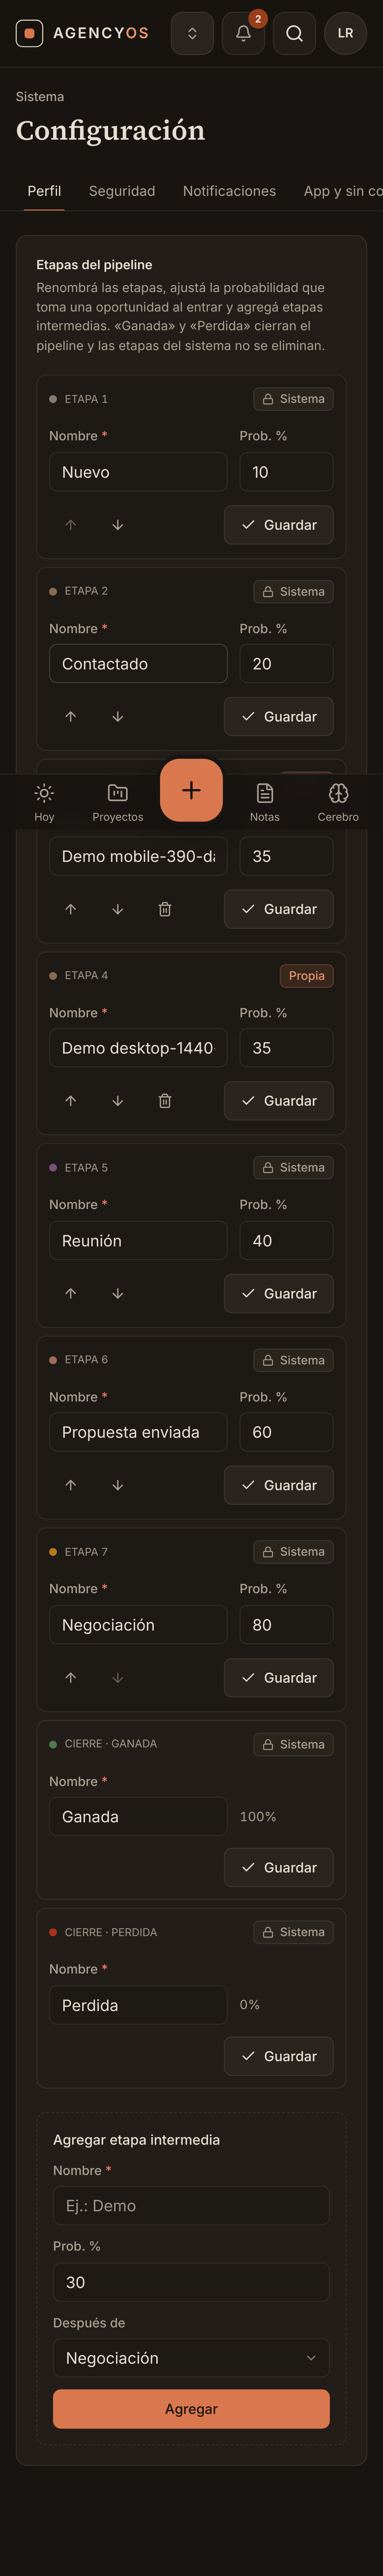 AGENCYOS
2
LR
Sistema
Configuración
Perfil Seguridad Notificaciones App y sin co
Etapas del pipeline
Renombrá las etapas, ajustá la probabilidad que
toma una oportunidad al entrar y agregá etapas
intermedias. «Ganada» y «Perdida» cierran el
pipeline y las etapas del sistema no se eliminan.
ETAPA 1 Sistema
Nombre * Prob. %
Nuevo 10
Guardar
ETAPA 2 Sistema
Nombre * Prob. %
Contactado 20
Guardar
Hoy Proyectos Notas Cerebro
Demo mobile-390-da 35
Guardar
ETAPA 4 Propia
Nombre * Prob. %
Demo desktop-1440- 35
Guardar
ETAPA 5 Sistema
Nombre * Prob. %
Reunión 40
Guardar
ETAPA 6 Sistema
Nombre * Prob. %
Propuesta enviada 60
Guardar
ETAPA 7 Sistema
Nombre * Prob. %
Negociación 80
Guardar
CIERRE · GANADA Sistema
Nombre *
Ganada 100%
Guardar
CIERRE · PERDIDA Sistema
Nombre *
Perdida 0%
Guardar
Agregar etapa intermedia
Nombre *
Ej.: Demo
Prob. %
30
Después de
Negociación
Agregar